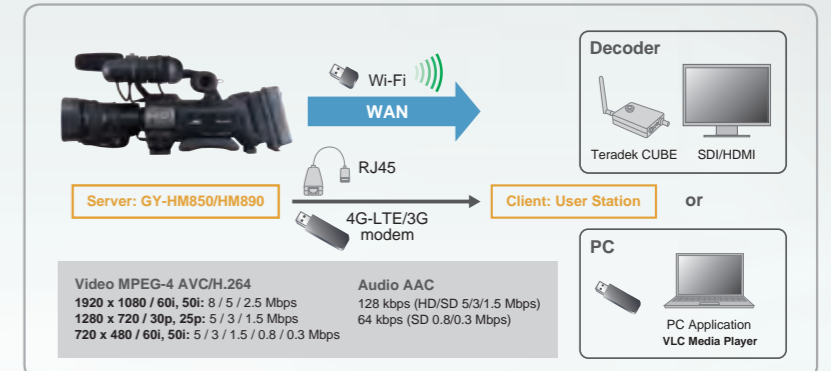 Wi-Fi
WAN
RJ45
Server: GY-HM850/HM890
4G-LTE/3G
modem
Client: User Station
or
Decoder
Teradek CUBE
SDI/HDMI
PC
PC Application
VLC Media Player
Video MPEG-4 AVC/H.264
1920 x 1080 / 60i, 50i: 8 / 5 / 2.5 Mbps
1280 x 720 / 30p, 25p: 5 / 3 / 1.5 Mbps
720 x 480 / 60i, 50i: 5 / 3 / 1.5 / 0.8 / 0.3 Mbps
Audio AAC
128 kbps (HD/SD 5/3/1.5 Mbps)
64 kbps (SD 0.8/0.3 Mbps)